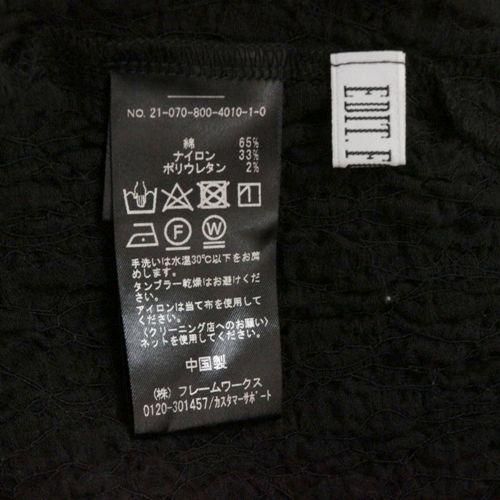 NO. 21-070-800-4010-1-0
綿 65%
ナイロン 33%
ポリウレタン 2%
F
W
手洗いは水温30℃以下をお薦
めします。
タンブラー乾燥はお避けくだ
さい。
アイロンは当て布を使用して
ください。
〈クリーニング店へのお願い〉
ネットを使用してください。
中国製
(株) フレームワークス
0120-301457/カスタマーサポート
EDIT. F